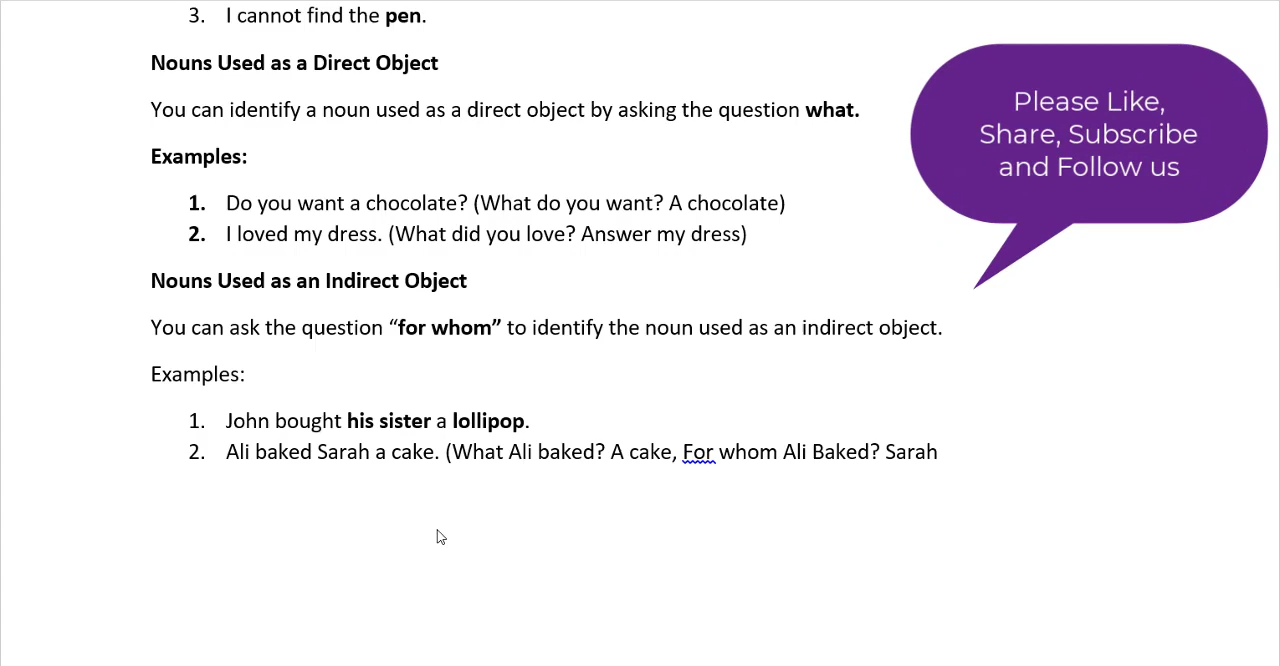 3. I cannot find the pen.
Nouns Used as a Direct Object
You can identify a noun used as a direct object by asking the question what.
Examples:
1. Do you want a chocolate? (What do you want? A chocolate)
2. I loved my dress. (What did you love? Answer my dress)
Nouns Used as an Indirect Object
You can ask the question “for whom” to identify the noun used as an indirect object.
Examples:
1. John bought his sister a lollipop.
2. Ali baked Sarah a cake. (What Ali baked? A cake, For whom Ali Baked? Sarah
Please Like,
Share, Subscribe
and Follow us